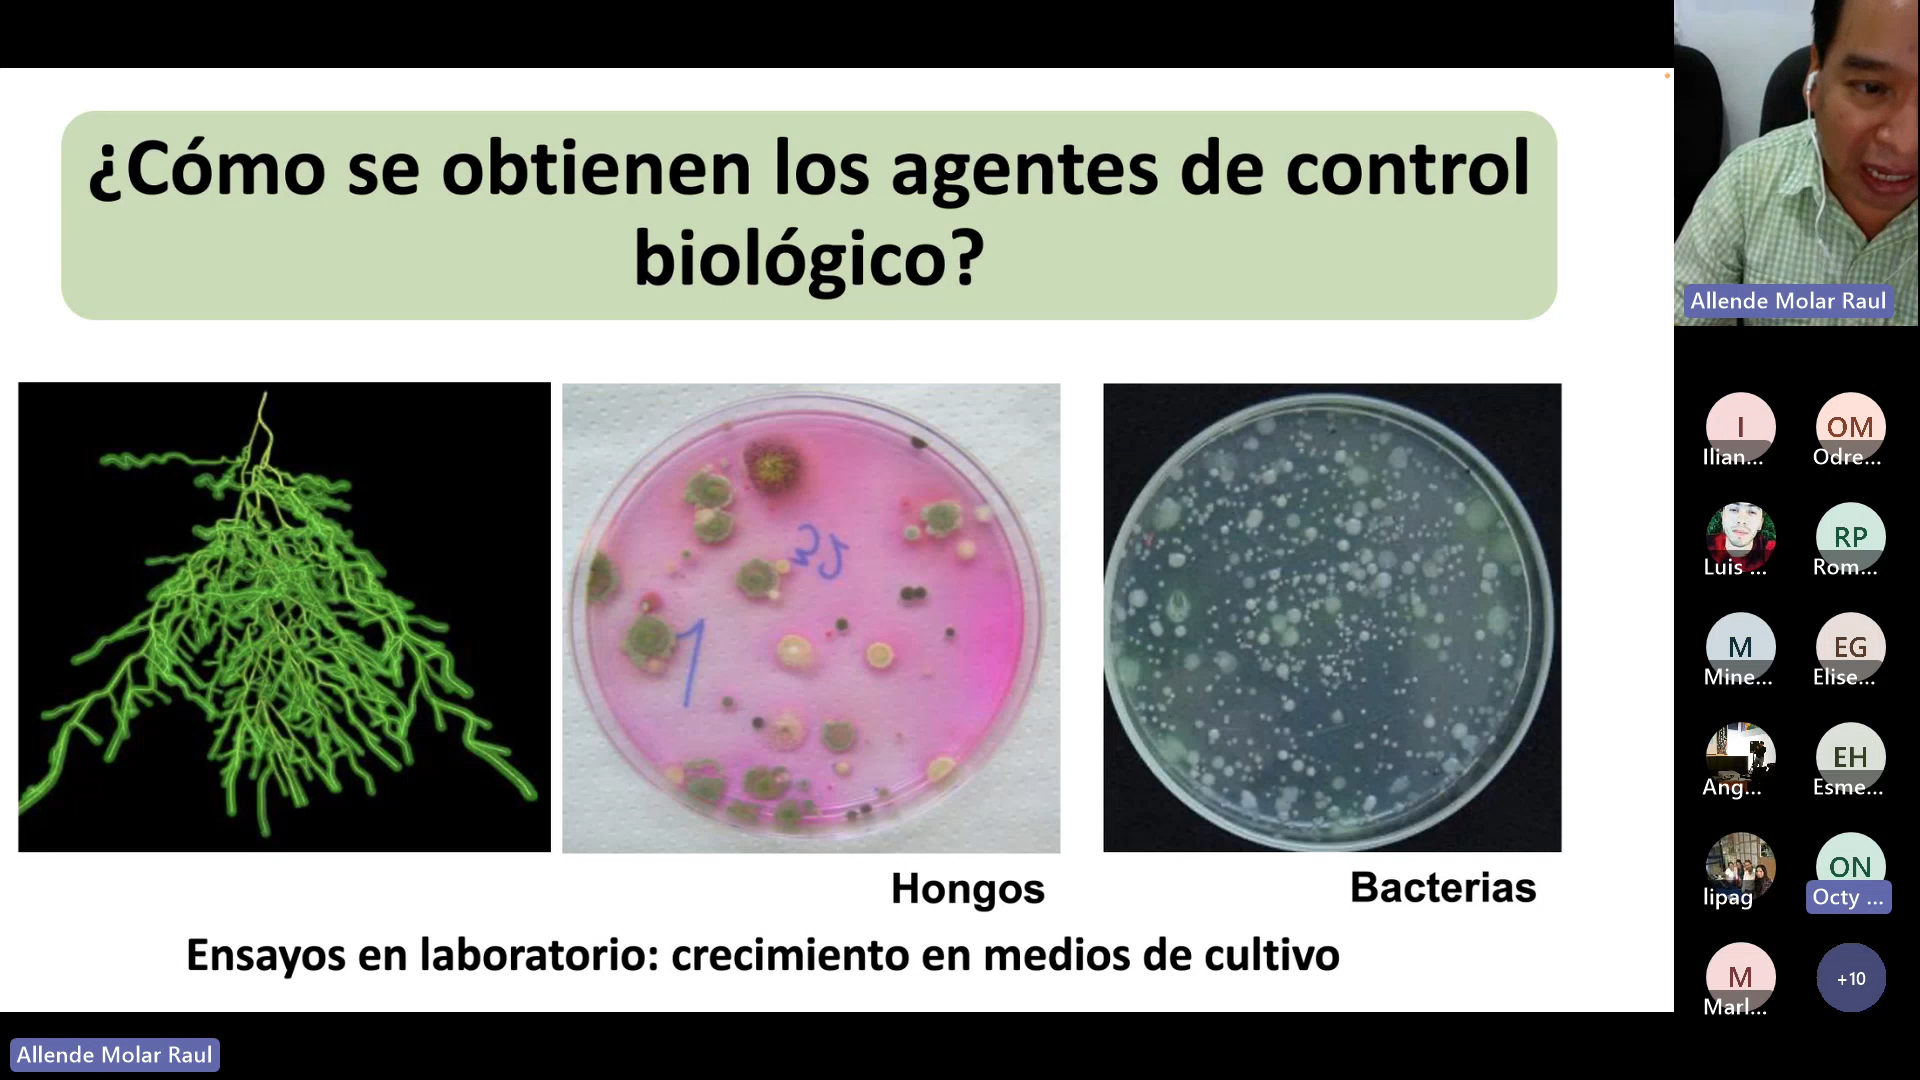 ¿Cómo se obtienen los agentes de control
biológico?
32
1
Hongos
Bacterias
Ensayos en laboratorio: crecimiento en medios de cultivo
Allende Molar Raul
Allende Molar Raul
I
Ilian...
OM
Odre...
Luis ...
RP
Rom...
M
Mine...
EG
Elise...
Ang...
EH
Esme...
lipag
ON
Octy ...
M
Marl...
+10